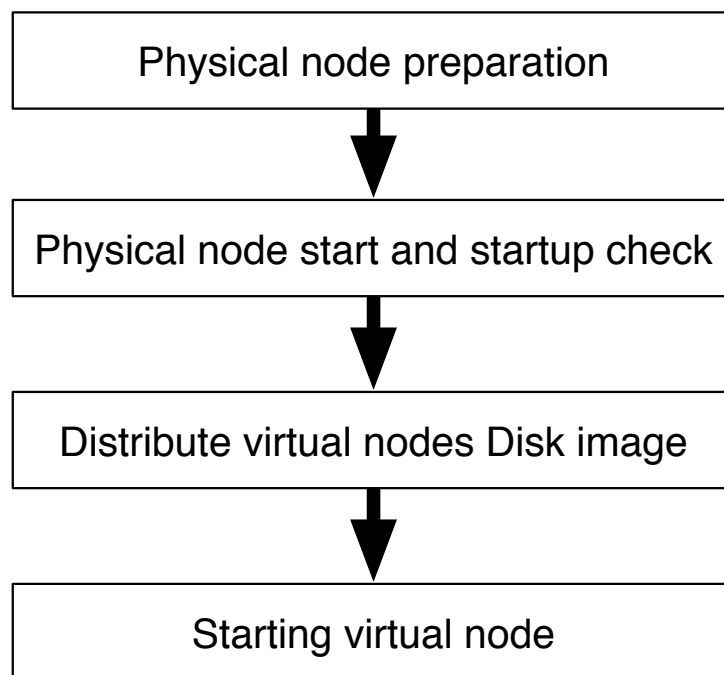 Physical node preparation
Physical node start and startup check
Distribute virtual nodes Disk image
Starting virtual node